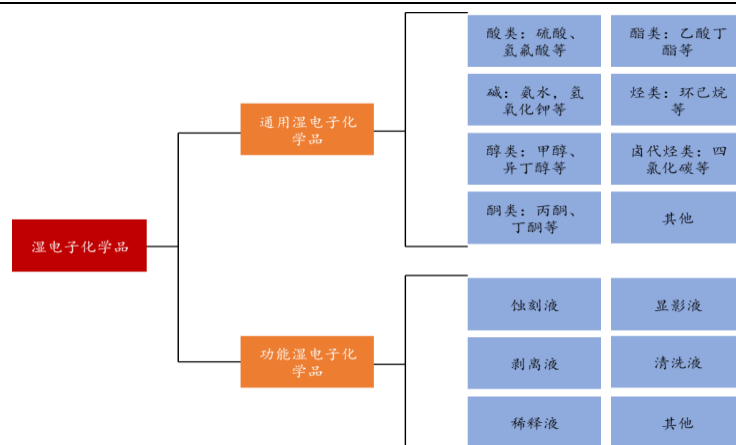 湿电子化学品
通用湿电子化
学品
酸类：硫酸、
氢氟酸等
酯类：乙酸丁
酯等
碱：氨水，氢
氧化钾等
烃类：环己烷
等
醇类：甲醇、
异丁醇等
卤代烃类：四
氯化碳等
酮类：丙酮、
丁酮等
其他
功能湿电子化
学品
蚀刻液
显影液
剥离液
清洗液
稀释液
其他